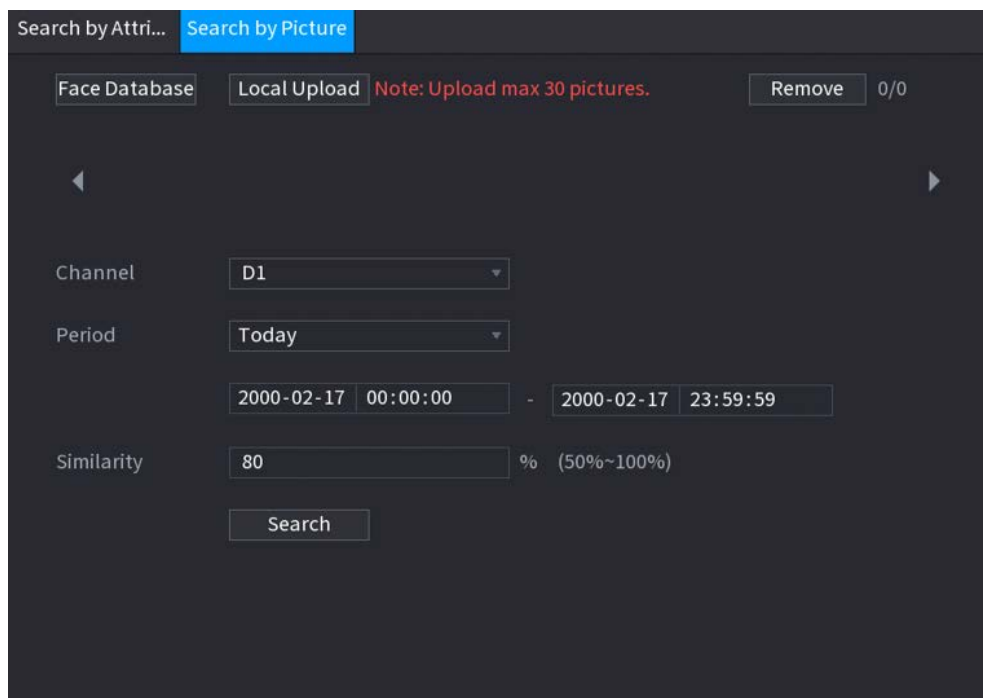 Search by Attri... Search by Picture
Face Database Local Upload Note: Upload max 30 pictures. Remove 0/0
Channel D1
Period Today
2000-02-17 00:00:00 - 2000-02-17 23:59:59
Similarity 80 % (50%~100%)
Search